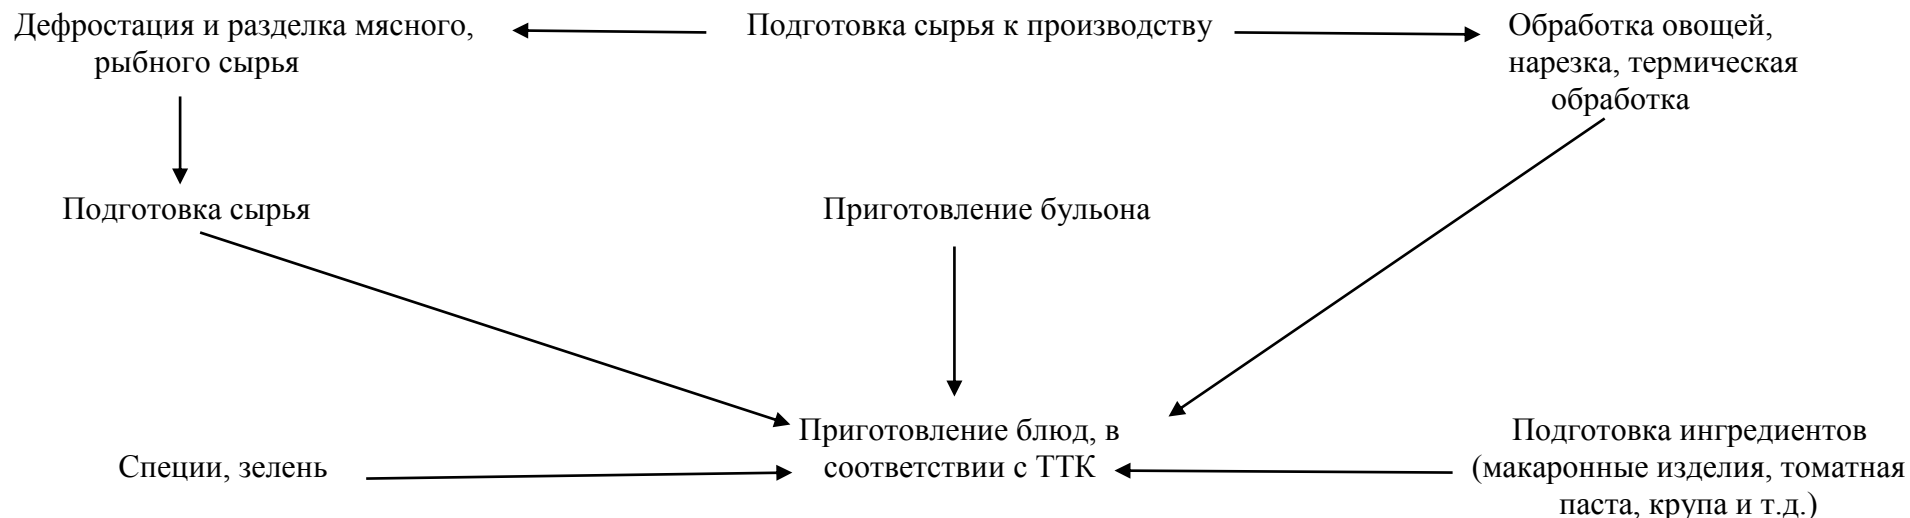 Дефростация и разделка мясного,
рыбного сырья
Подготовка сырья к производству
Обработка овощей,
нарезка, термическая
обработка
Подготовка сырья
Приготовление бульона
Специи, зелень
Приготовление блюд, в
соответствии с ТТК
Подготовка ингредиентов
(макаронные изделия, томатная
паста, крупа и т.д.)